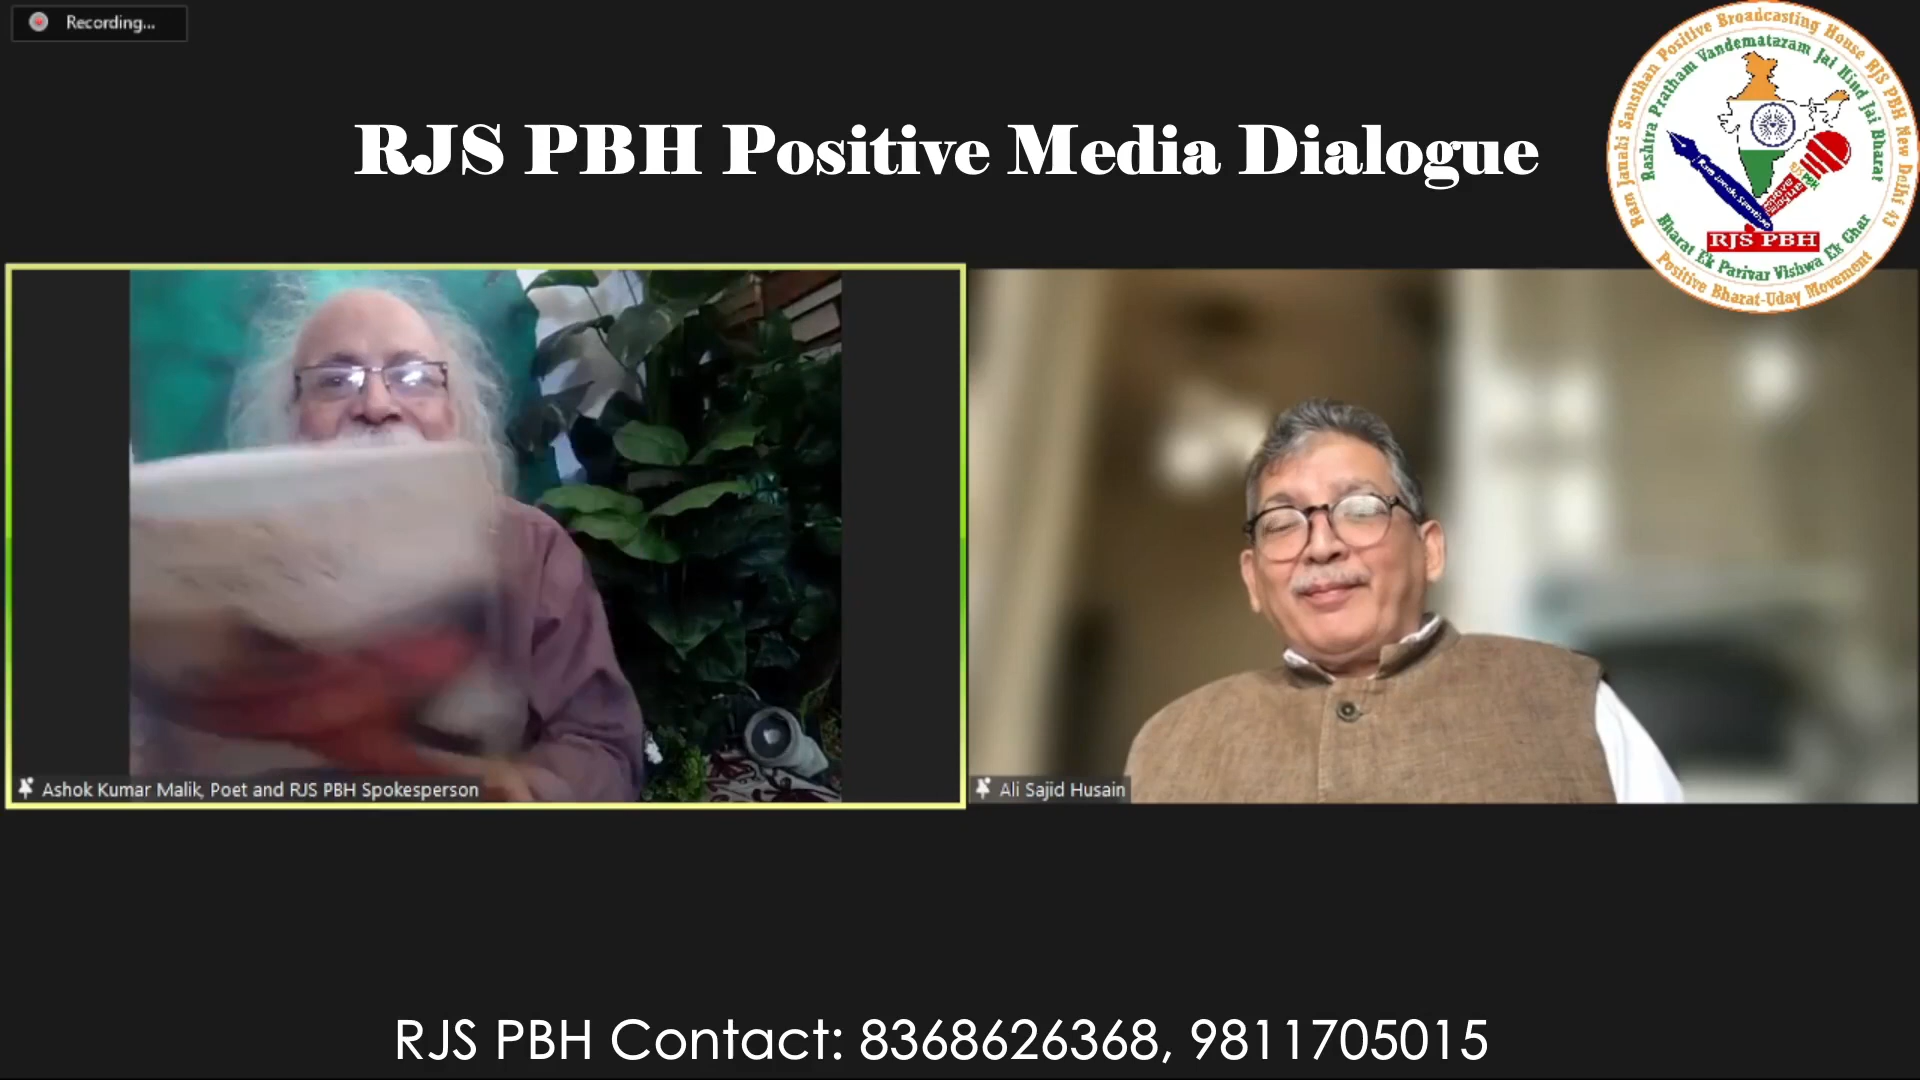 Recording...
RJS PBH Positive Media Dialogue
Ram Janaki Sansthan Positive Broadcasting House RJS PBH New Delhi 43
Rashtra Pratham Vandemataram Jai Hind Jai Bharat
RJS PBH
Bharat Ek Parivar Vishwa Ek Ghar
Positive Bharat-Uday Movement
Ashok Kumar Malik, Poet and RJS PBH Spokesperson
Ali Sajid Husain
RJS PBH Contact: 8368626368, 9811705015